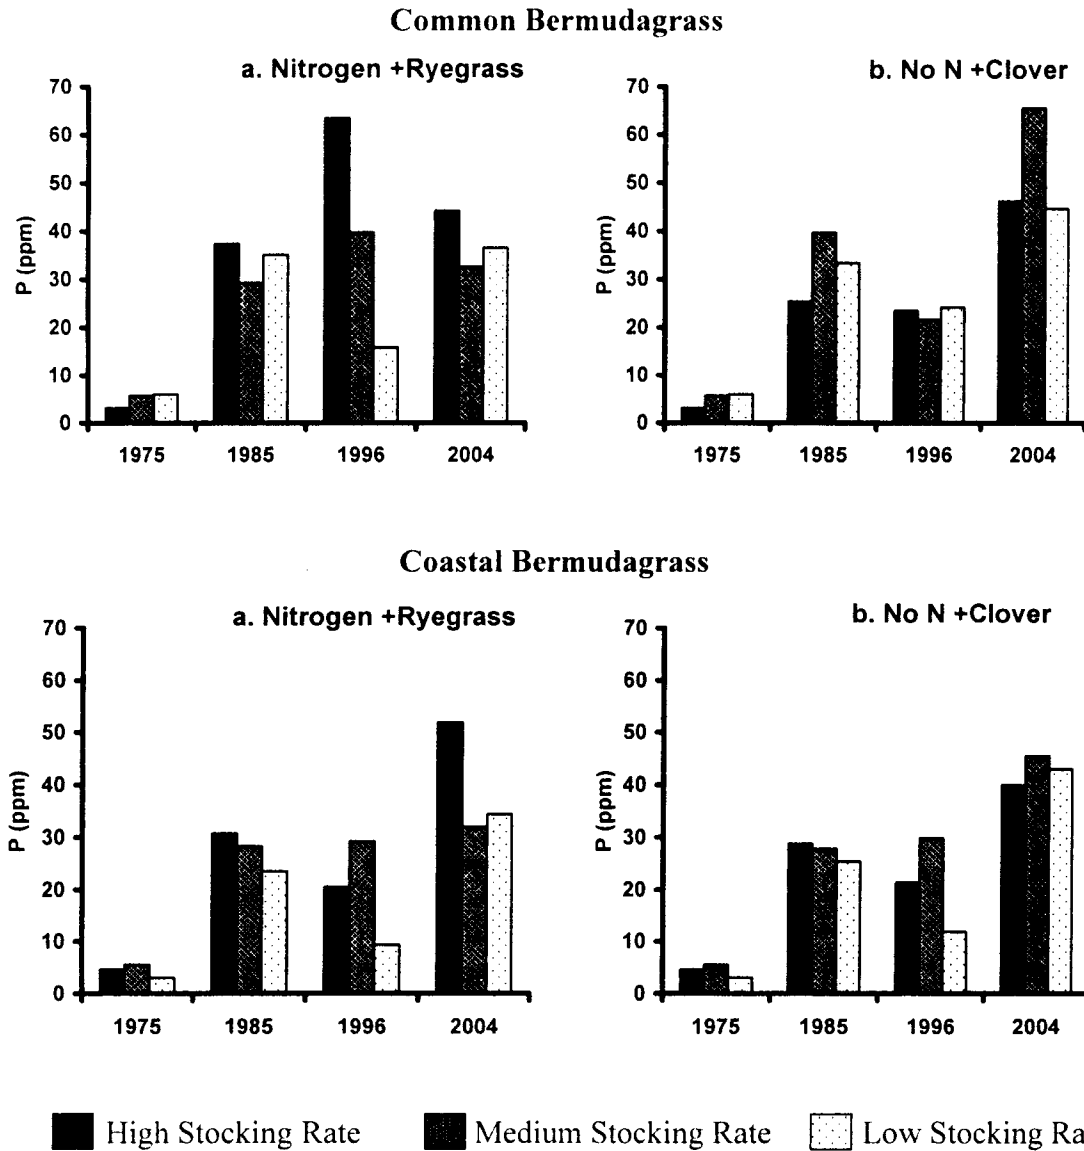 Common Bermudagrass
a. Nitrogen +Ryegrass
70
60
50
40
30
20
10
0
P (ppm)
1975 1985 1996 2004
b. No N +Clover
70
60
50
40
30
20
10
0
P (ppm)
1975 1985 1996 2004
Coastal Bermudagrass
a. Nitrogen +Ryegrass
70
60
50
40
30
20
10
0
P (ppm)
1975 1985 1996 2004
b. No N +Clover
70
60
50
40
30
20
10
0
P (ppm)
1975 1985 1996 2004
High Stocking Rate Medium Stocking Rate Low Stocking Ra